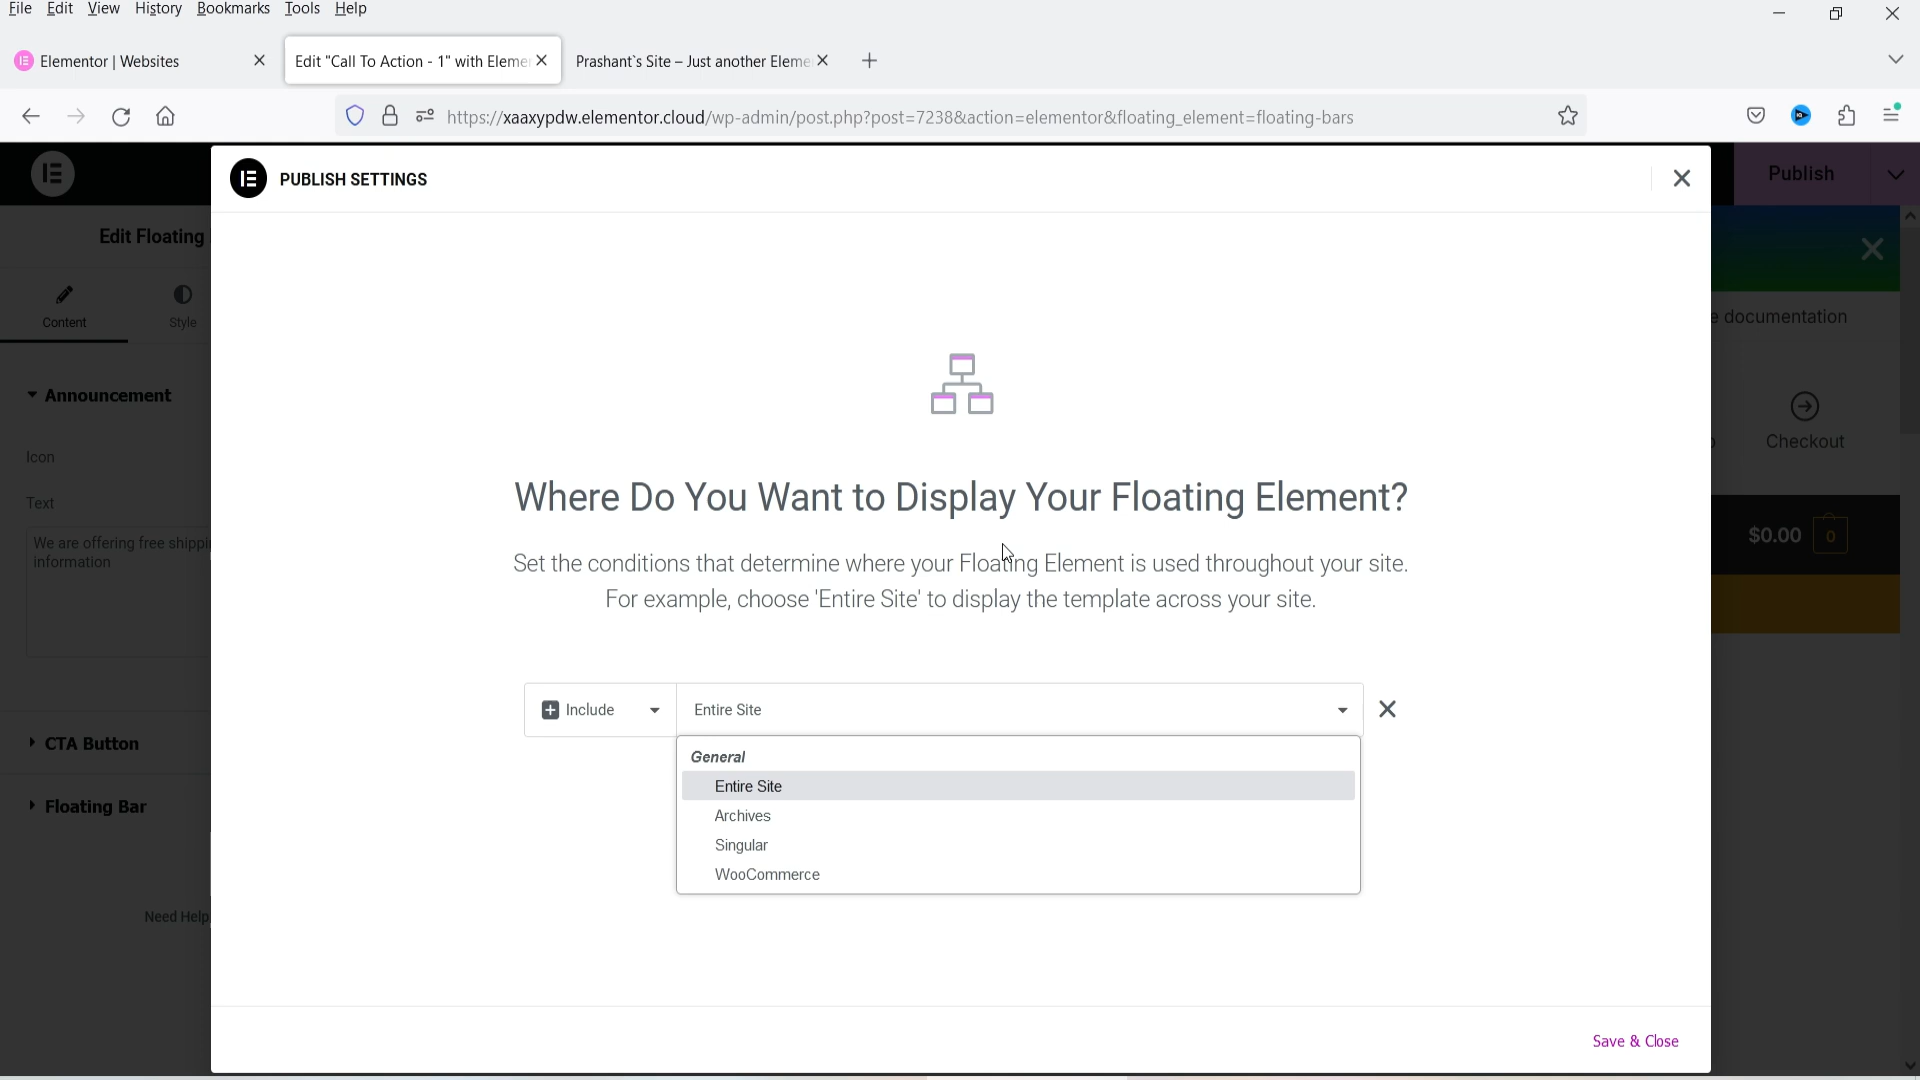 File Edit View History Bookmarks Tools Help
Elementor | Websites
Edit "Call To Action - 1" with Eleme
Prashant`s Site – Just another Eleme
https://xaaxypdw.elementor.cloud/wp-admin/post.php?post=7238&action=elementor&floating_element=floating-bars
PUBLISH SETTINGS
Publish
Edit Floating
Content
Style
e documentation
Announcement
Checkout
Icon
Text
We are offering free shippi
information
$0.00
0
Where Do You Want to Display Your Floating Element?
Set the conditions that determine where your Floating Element is used throughout your site.
For example, choose 'Entire Site' to display the template across your site.
Include
Entire Site
CTA Button
General
Entire Site
Floating Bar
Archives
Singular
WooCommerce
Need Help
Save & Close